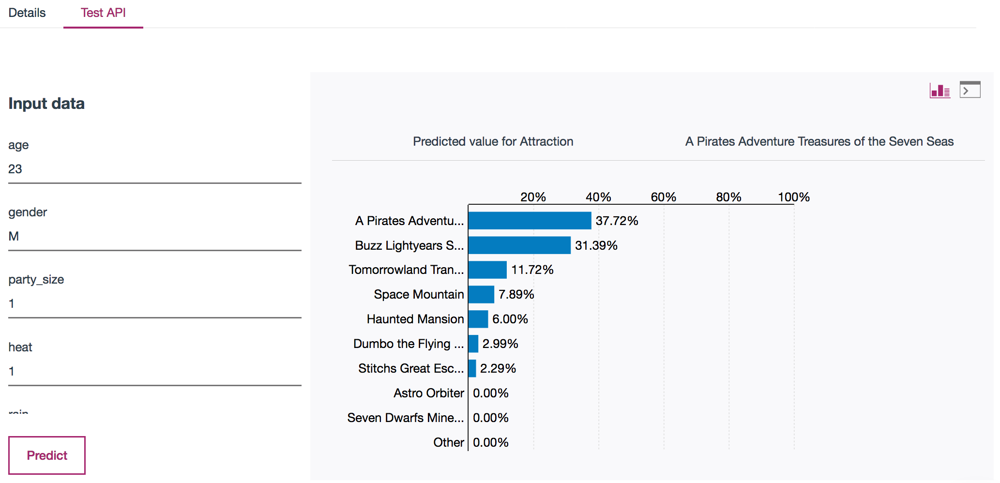 Details Test API
Input data
age
23
gender
M
party_size
1
heat
1
rain
Predict
Predicted value for Attraction A Pirates Adventure Treasures of the Seven Seas
20% 40% 60% 80% 100%
A Pirates Adventu... 37.72%
Buzz Lightyears S... 31.39%
Tomorrowland Tran... 11.72%
Space Mountain 7.89%
Haunted Mansion 6.00%
Dumbo the Flying ... 2.99%
Stitchs Great Esc... 2.29%
Astro Orbiter 0.00%
Seven Dwarfs Mine... 0.00%
Other 0.00%